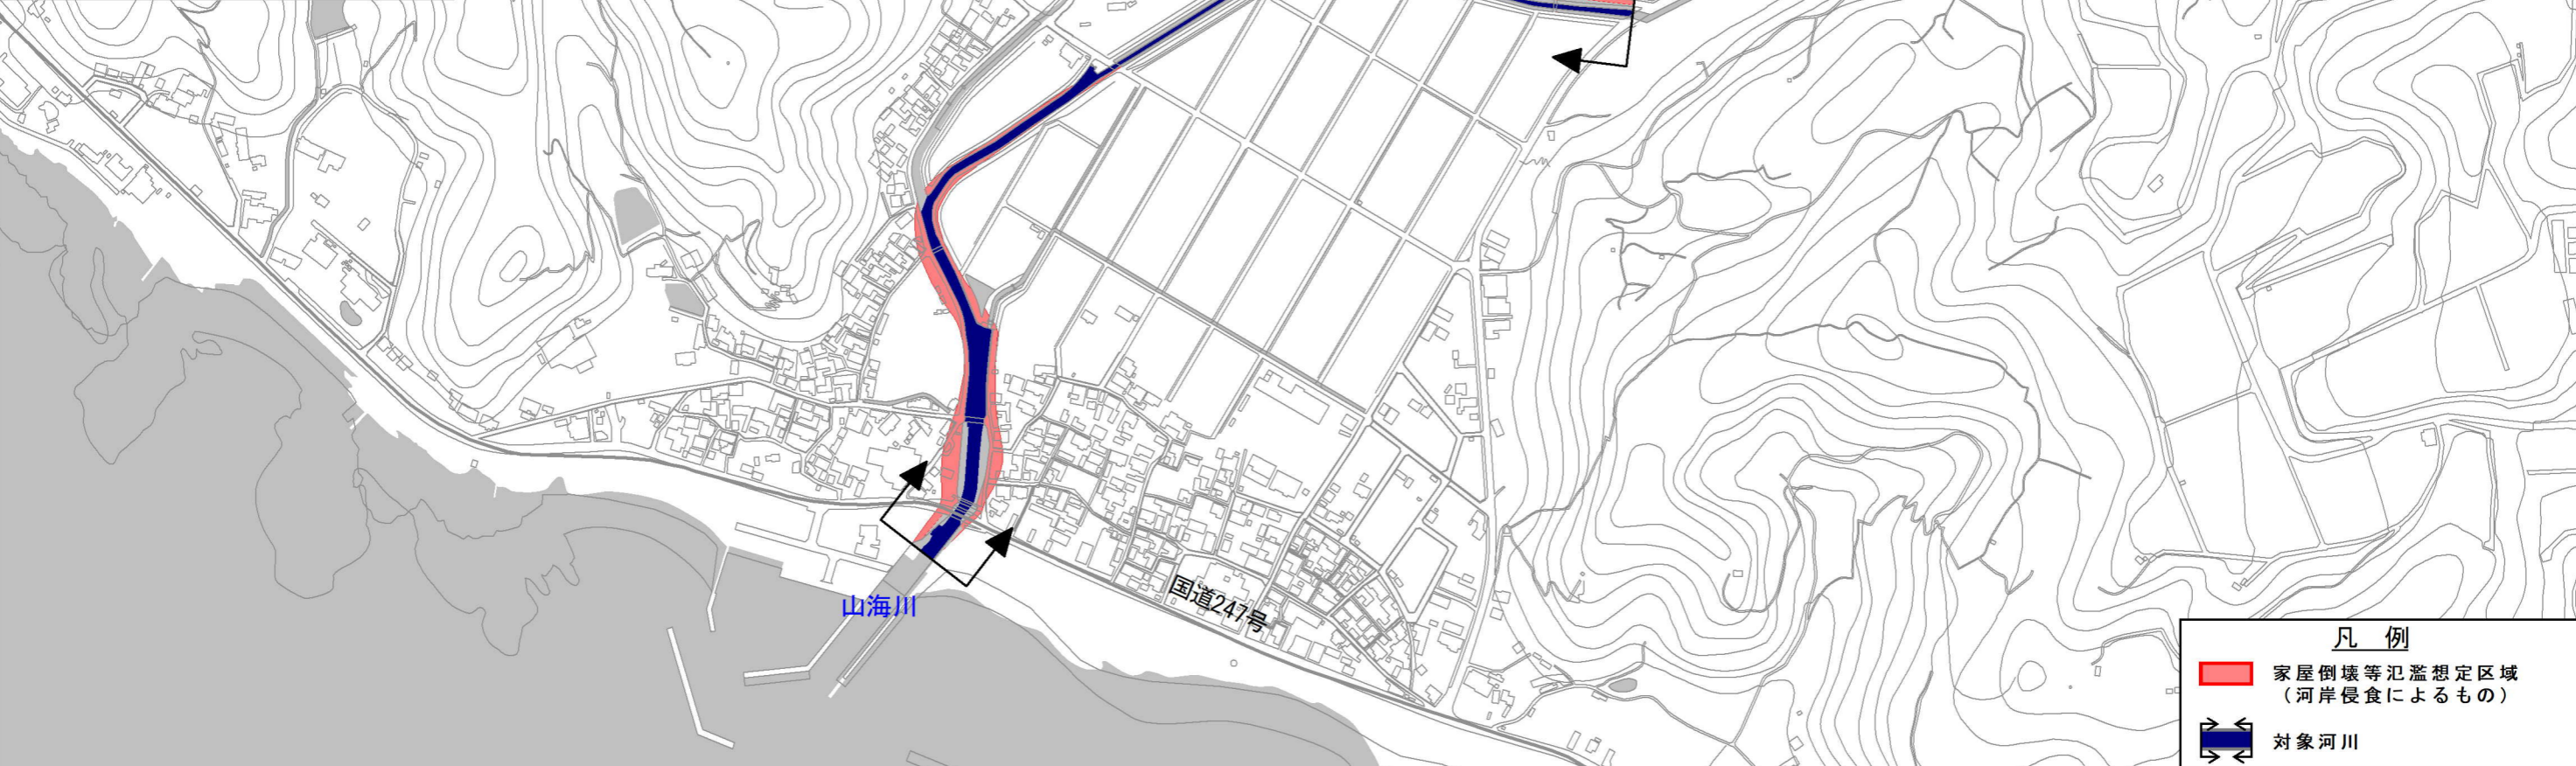 山海川
国道247号
凡 例
家屋倒壊等氾濫想定区域
（河岸侵食によるもの）
対象河川